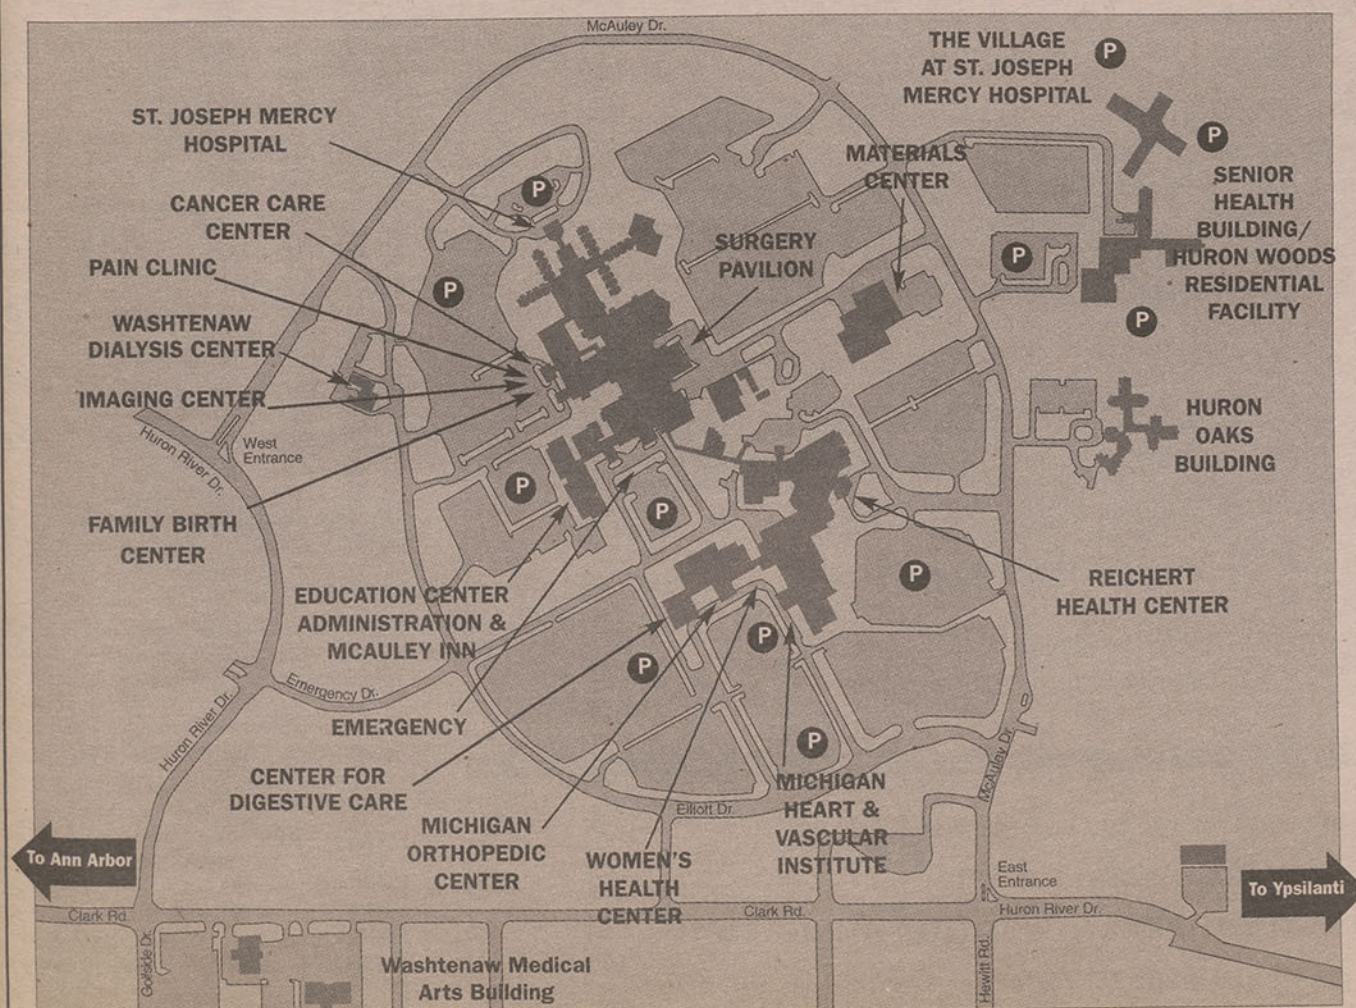 McAuley Dr.
THE VILLAGE
AT ST. JOSEPH
MERCY HOSPITAL
P
ST. JOSEPH MERCY
HOSPITAL
P
MATERIALS
CENTER
P
SENIOR
HEALTH
BUILDING/
HURON WOODS
RESIDENTIAL
FACILITY
CANCER CARE
CENTER
SURGERY
PAVILION
P
PAIN CLINIC
P
P
WASHTENAW
DIALYSIS CENTER
IMAGING CENTER
HURON
OAKS
BUILDING
Huron River Dr.
West
Entrance
P
P
FAMILY BIRTH
CENTER
P
REICHERT
HEALTH CENTER
EDUCATION CENTER
ADMINISTRATION &
MCAULEY INN
P
P
Emergency Dr.
Huron River Dr.
EMERGENCY
P
McAuley Dr.
CENTER FOR
DIGESTIVE CARE
MICHIGAN
HEART &
VASCULAR
INSTITUTE
Elliott Dr.
MICHIGAN
ORTHOPEDIC
CENTER
WOMEN'S
HEALTH
CENTER
To Ann Arbor
East
Entrance
To Ypsilanti
Clark Rd.
Clark Rd.
Huron River Dr.
Golfside Dr.
Hewitt Rd.
Washtenaw Medical
Arts Building